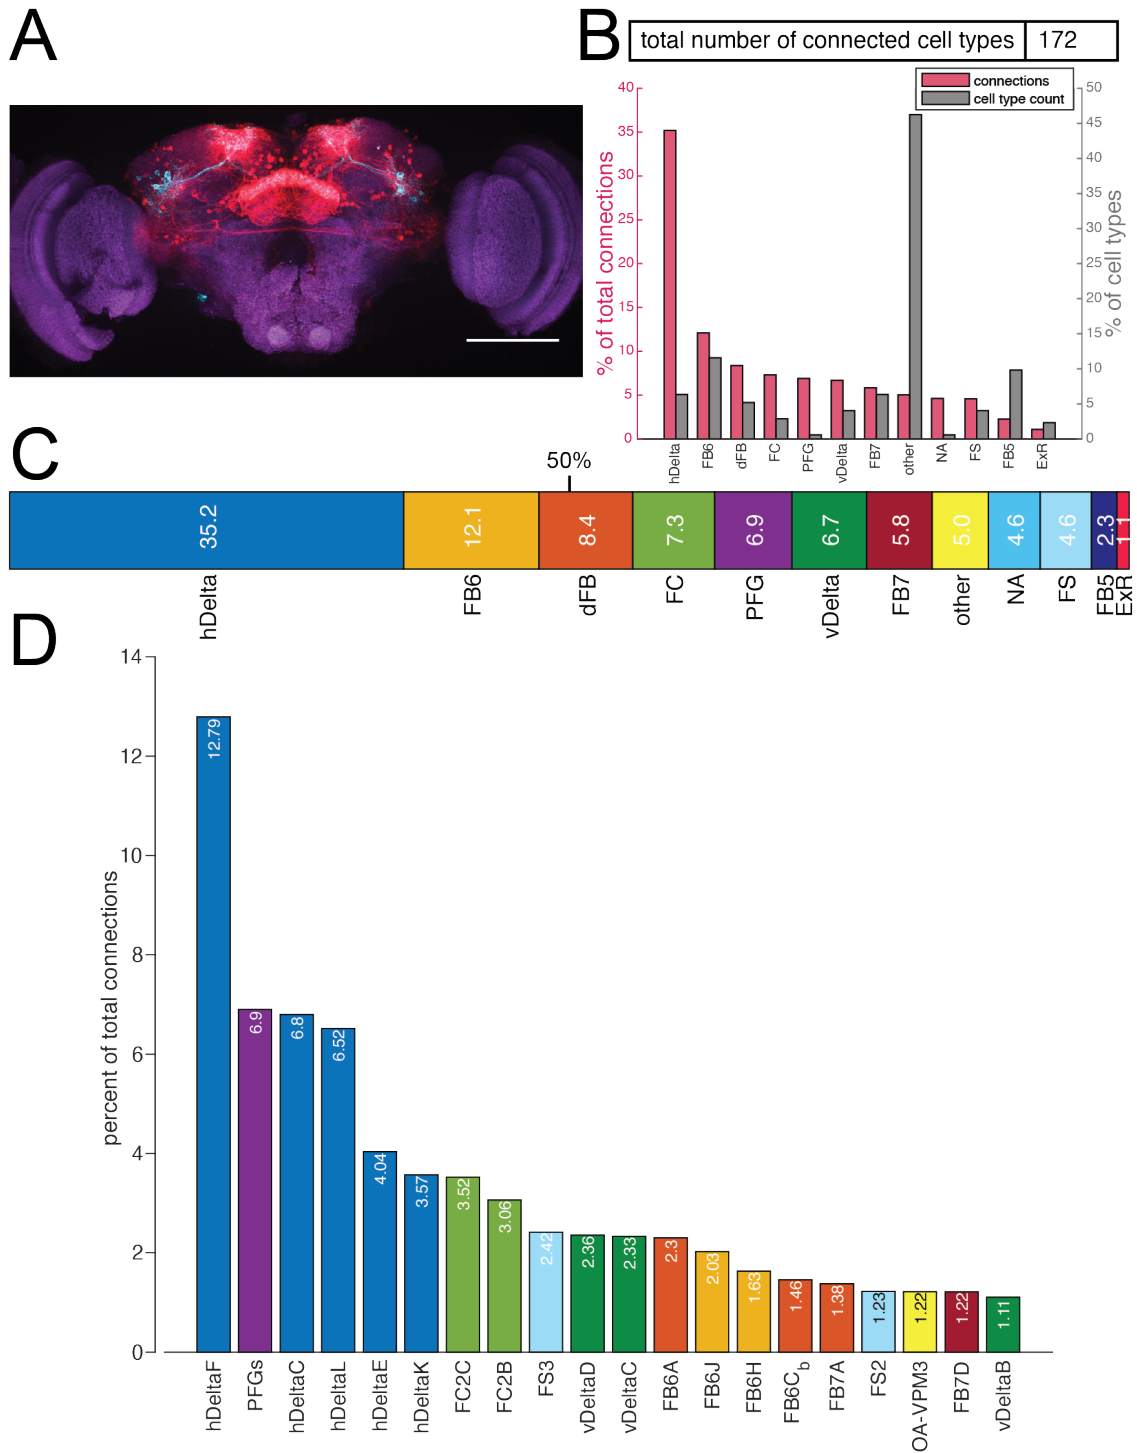 A
B
total number of connected cell types 172
connections
cell type count
% of total connections
40
35
30
25
20
15
10
5
0
50
45
40
35
30
25
20
15
10
5
0
% of cell types
hDelta FB6 dFB FC PFG vDelta FB7 other NA FS FB5 ExR
C
50%
35.2 12.1 8.4 7.3 6.9 6.7 5.8 5.0 4.6 4.6 2.3 1.1
hDelta FB6 dFB FC PFG vDelta FB7 other NA FS FB5 ExR
D
percent of total connections
14
12
10
8
6
4
2
0
12.79 6.9 6.8 6.52 4.04 3.57 3.52 3.06 2.42 2.36 2.33 2.3 2.03 1.63 1.46 1.38 1.23 1.22 1.22 1.11
hDeltaF PFGs hDeltaC hDeltaL hDeltaE hDeltaK FC2C FC2B FS3 vDeltaD vDeltaC FB6A FB6J FB6H FB6Cb FB7A FS2 OA-VPM3 FB7D vDeltaB